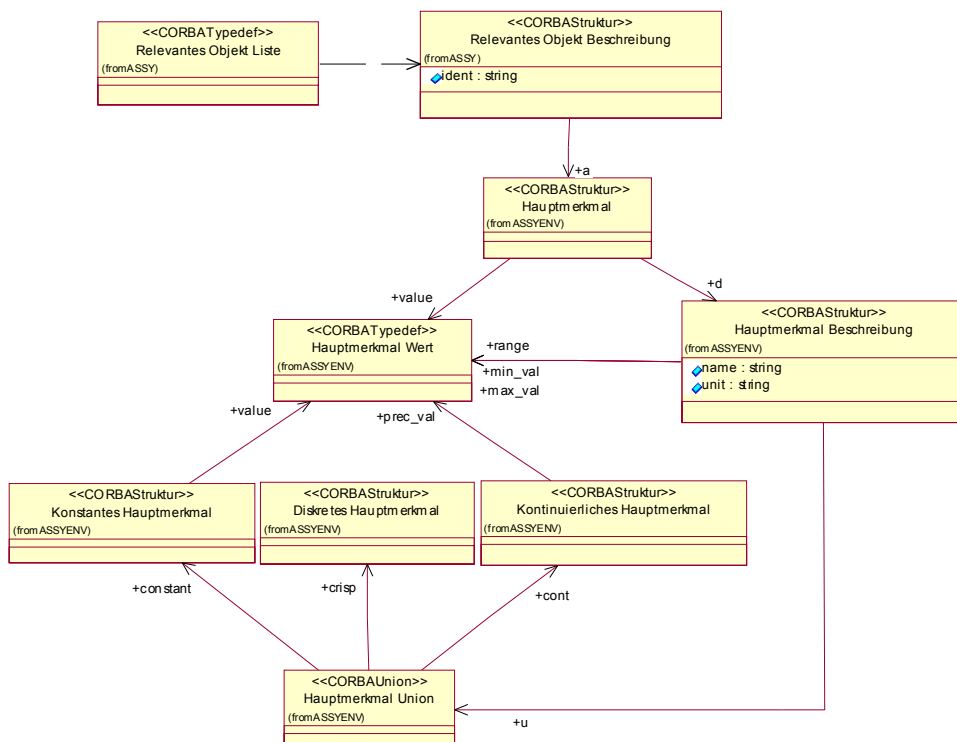 <<CORBATypedef>>
Relevantes Objekt Liste
(fromASSY)
<<CORBAStruktur>>
Relevantes Objekt Beschreibung
(fromASSY)
ident : string
+a
<<CORBAStruktur>>
Hauptmerkmal
(fromASSYENV)
+value
+d
<<CORBATypedef>>
Hauptmerkmal Wert
(fromASSYENV)
+range
+min_val
+max_val
<<CORBAStruktur>>
Hauptmerkmal Beschreibung
(fromASSYENV)
name : string
unit : string
+value
+prec_val
<<CORBAStruktur>>
Konstantes Hauptmerkmal
(fromASSYENV)
<<CORBAStruktur>>
Diskretes Hauptmerkmal
(fromASSYENV)
<<CORBAStruktur>>
Kontinuierliches Hauptmerkmal
(fromASSYENV)
+constant
+crisp
+cont
<<CORBAUnion>>
Hauptmerkmal Union
(fromASSYENV)
+u